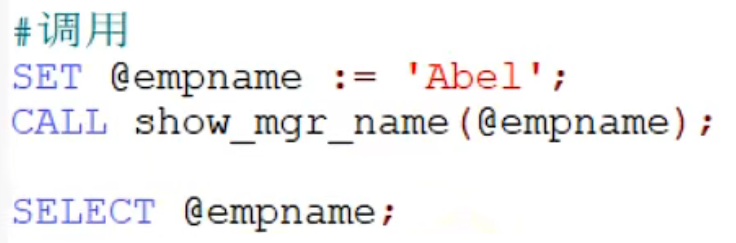 #调用
SET @empname := 'Abel';
CALL show_mgr_name(@empname);
SELECT @empname;